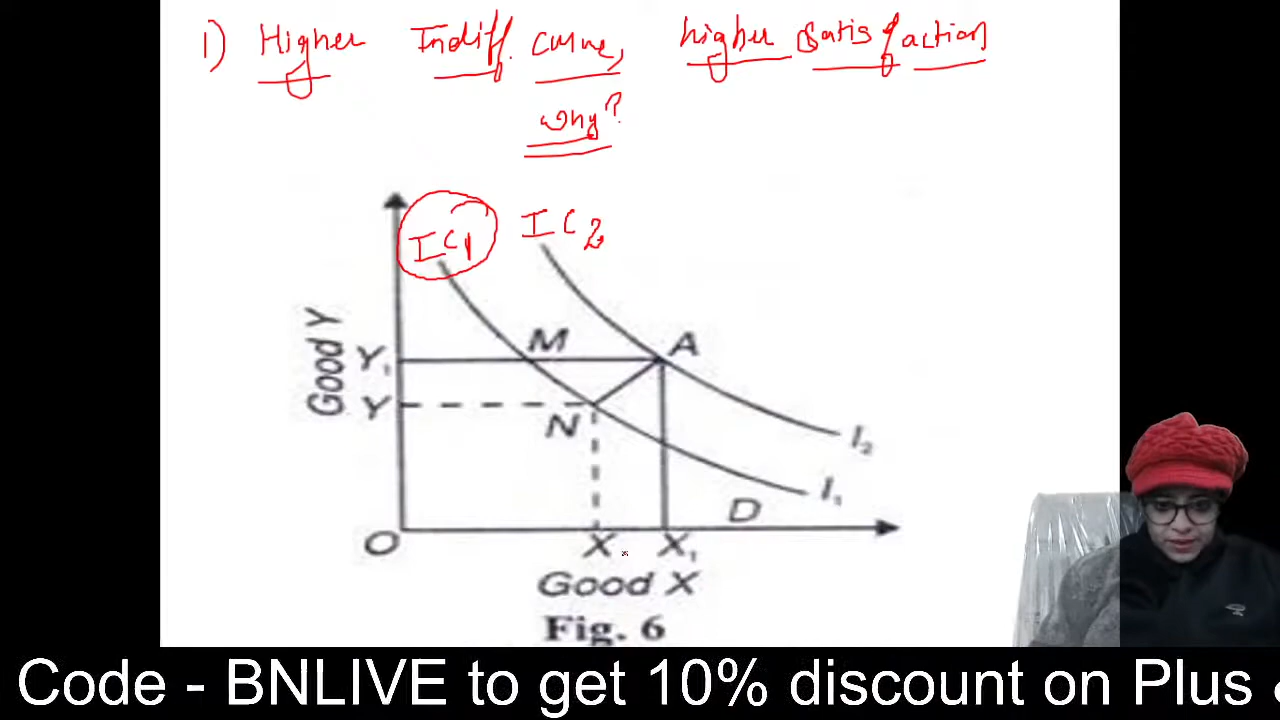 1) Higher Indiff. curve, higher satisfaction
why?
IC1 IC2
Good Y
Y1 M A
Y N
I2
I1
D
O X X1
Good X
Fig. 6
Code - BNLIVE to get 10% discount on Plus